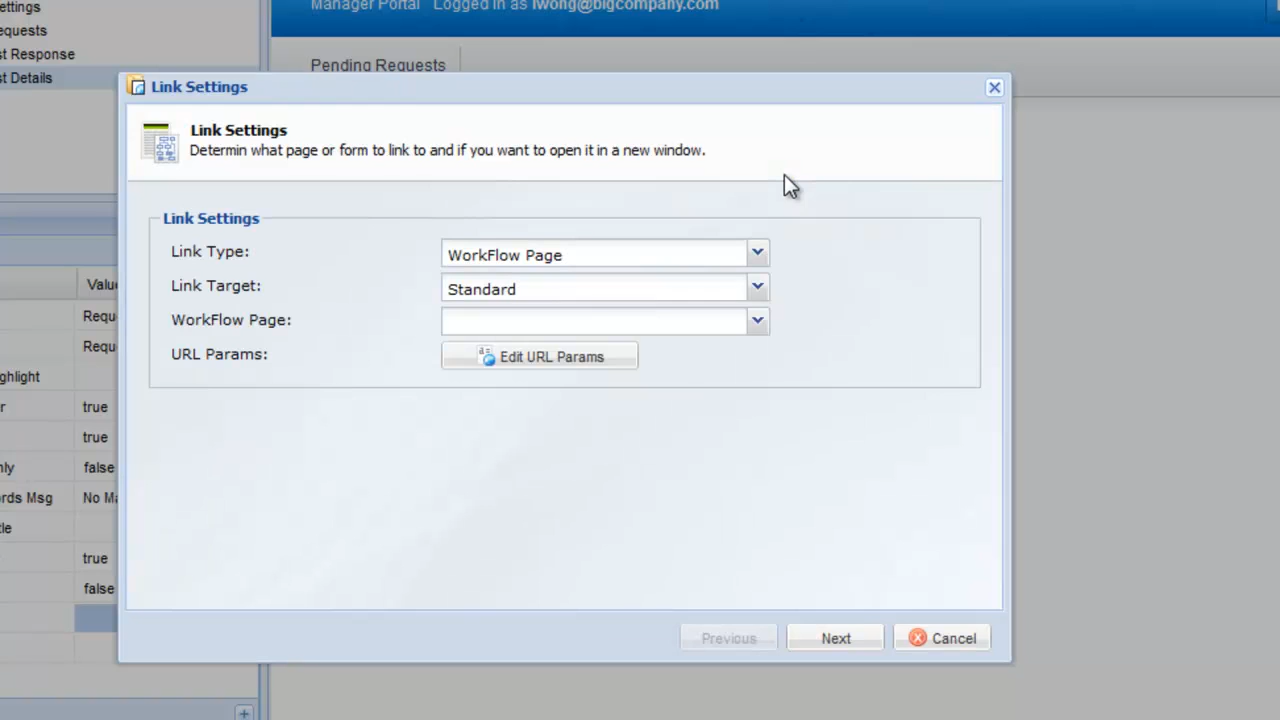 ettings
Manager Portal Logged in as lwong@bigcompany.com
equests
st Response
Pending Requests
st Details
Link Settings
Link Settings
Determin what page or form to link to and if you want to open it in a new window.
Link Settings
Link Type: WorkFlow Page
Link Target: Standard
WorkFlow Page:
URL Params: Edit URL Params
Value
Requ
Requ
ghlight
r true
true
nly false
rds Msg No Ma
tle
true
false
Previous Next Cancel